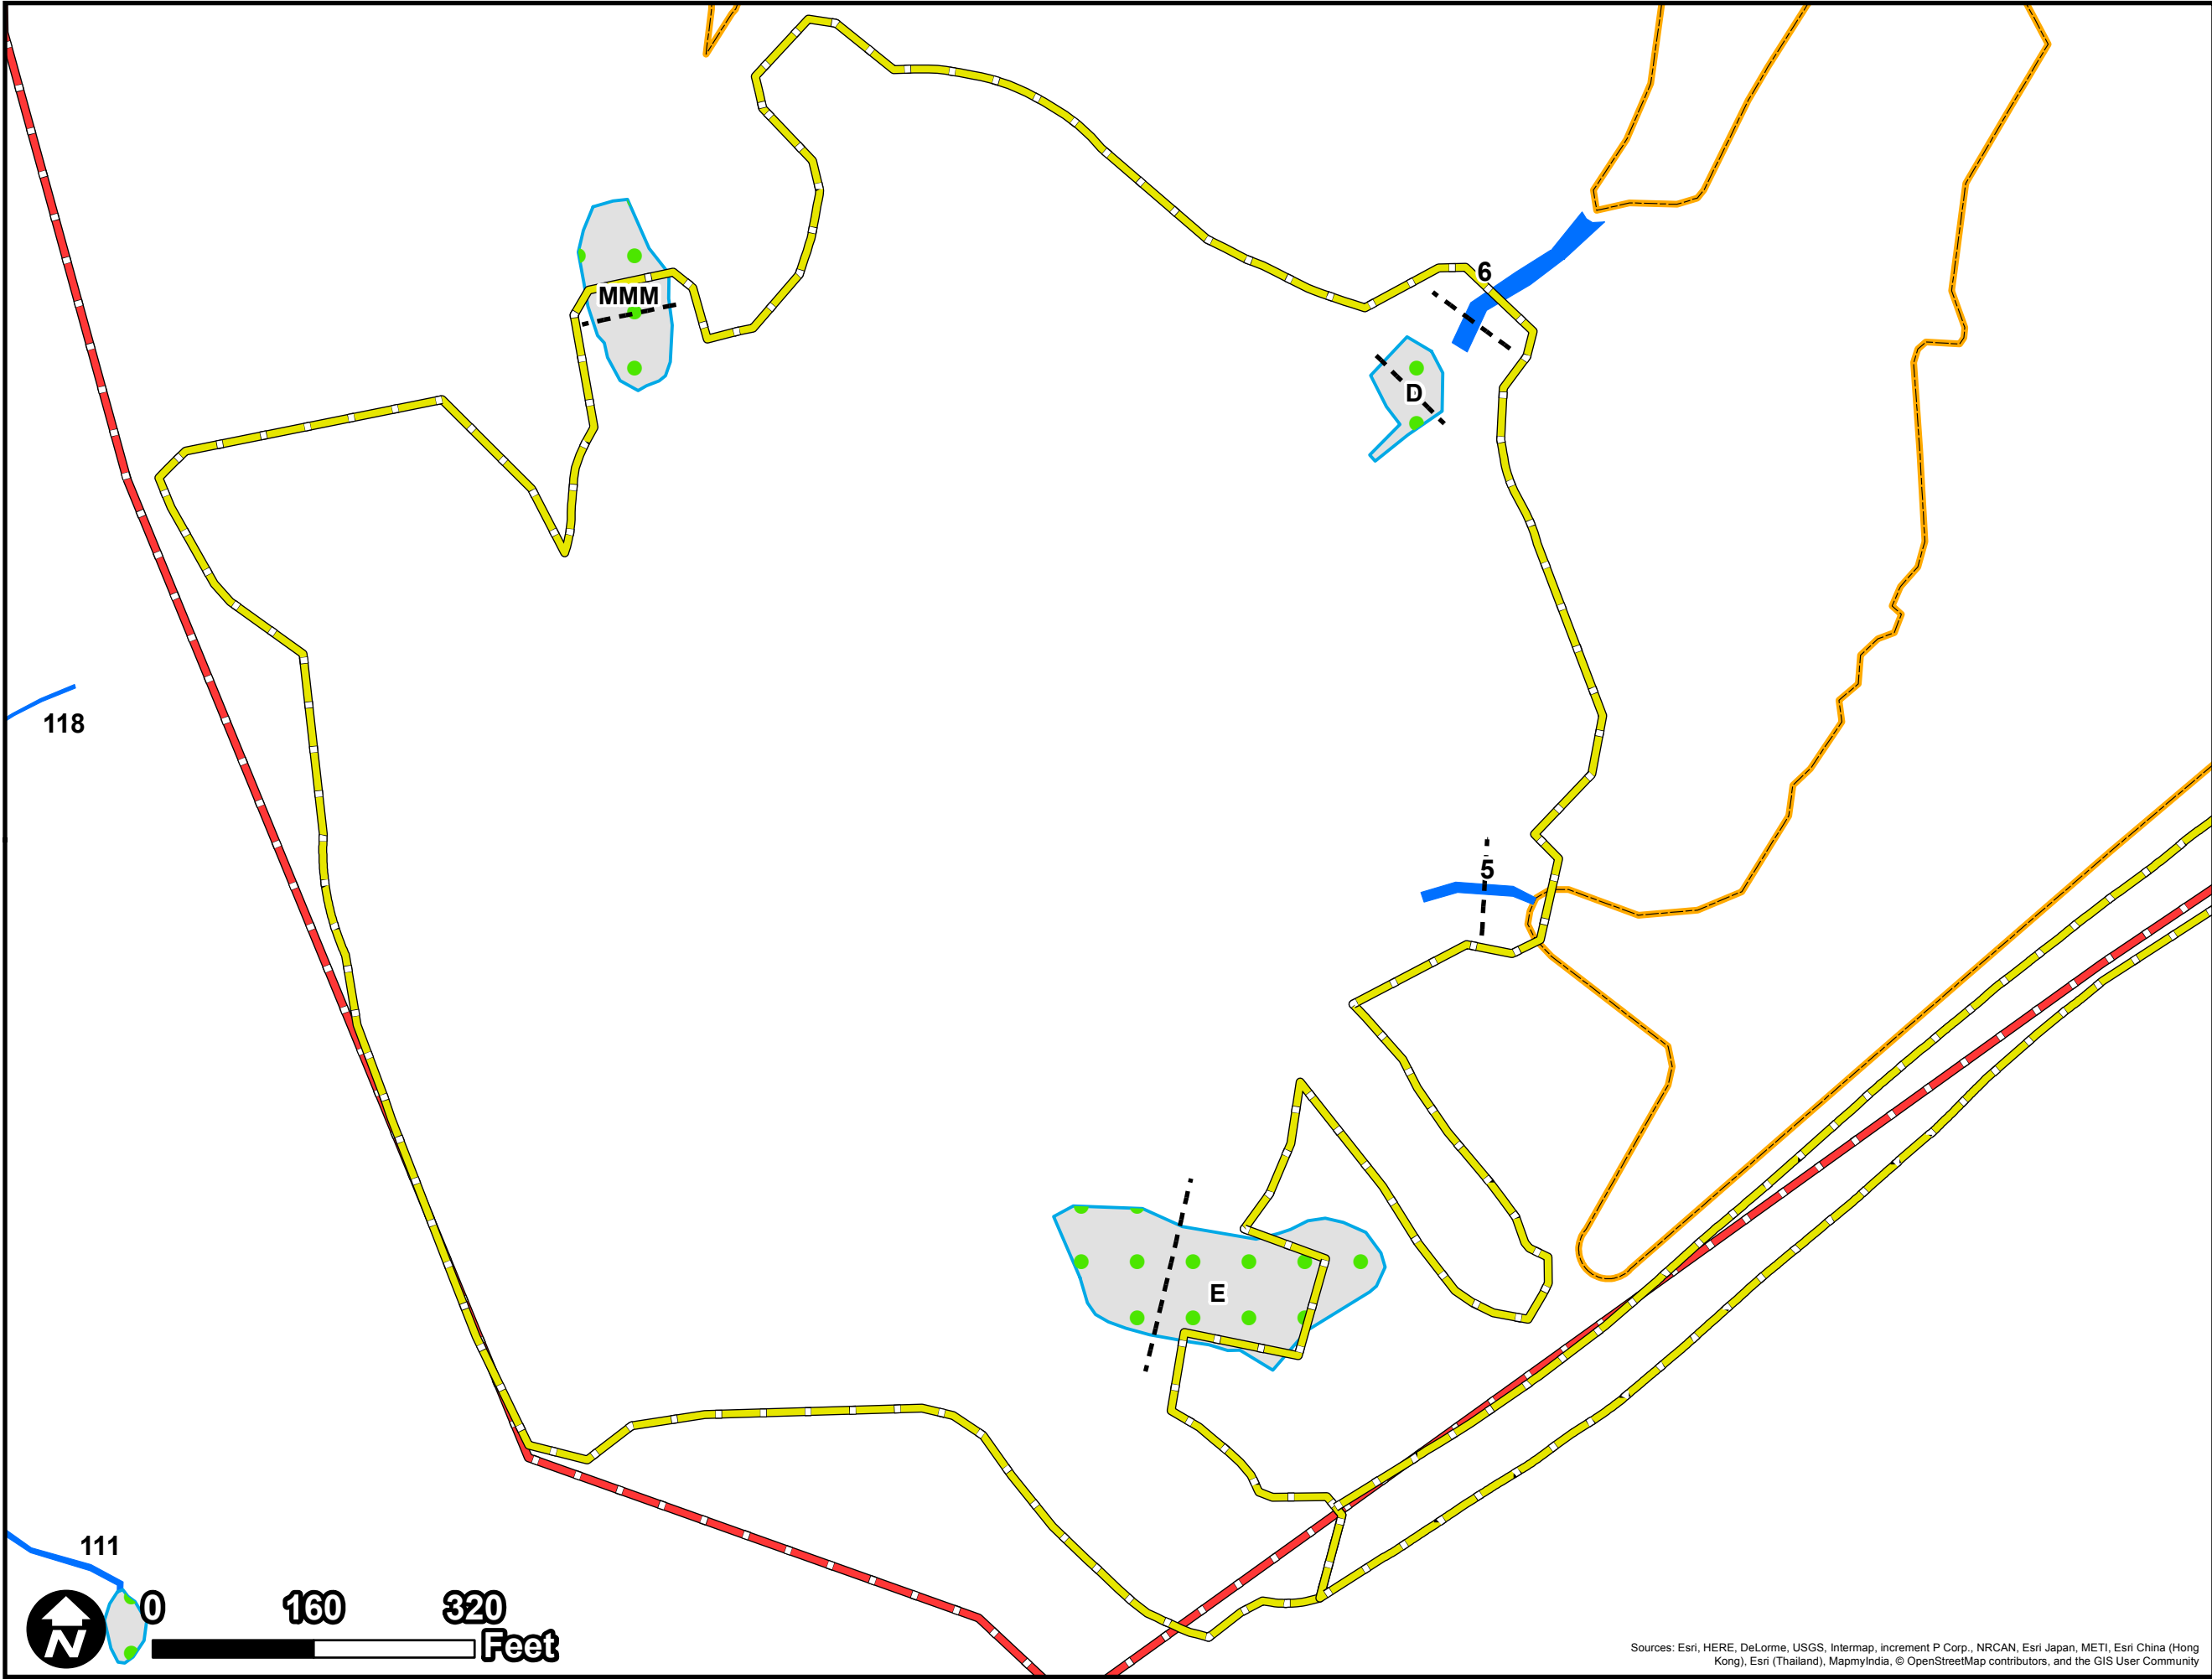 6
MMM
D
118
5
E
111
0 160 320
Feet
N
Sources: Esri, HERE, DeLorme, USGS, Intermap, increment P Corp., NRCAN, Esri Japan, METI, Esri China (Hong
Kong), Esri (Thailand), MapmyIndia, © OpenStreetMap contributors, and the GIS User Community